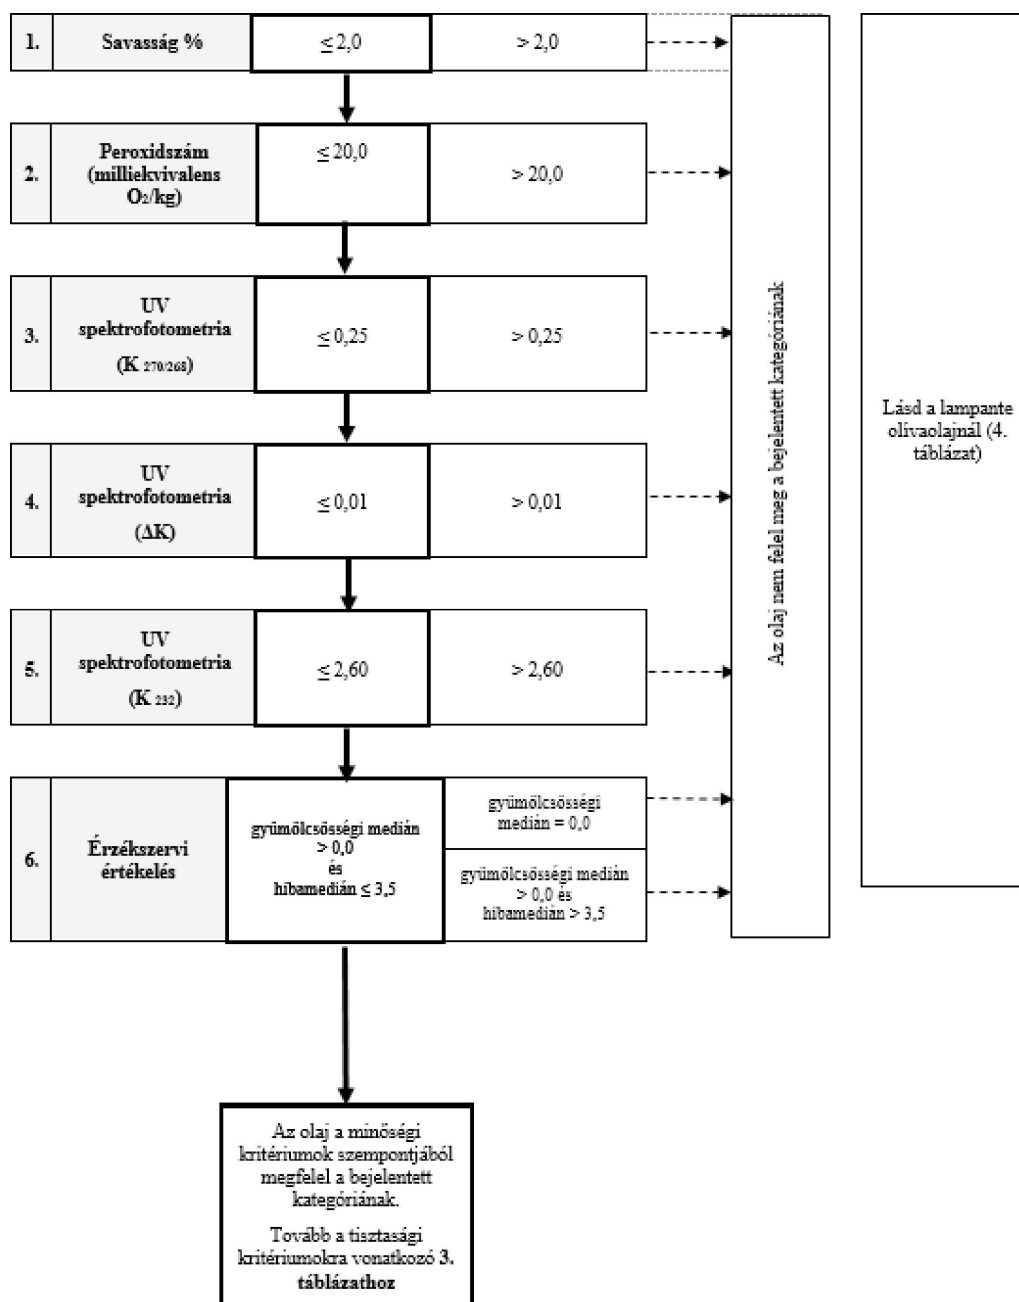 1.
Savasság %
≤ 2,0
> 2,0
2.
Peroxidszám
(milliekvivalens
O₂/kg)
≤ 20,0
> 20,0
3.
UV
spektrofotometria
(K 270/268)
≤ 0,25
> 0,25
4.
UV
spektrofotometria
(ΔK)
≤ 0,01
> 0,01
5.
UV
spektrofotometria
(K 232)
≤ 2,60
> 2,60
6.
Érzékszervi
értékelés
gyümölcsösségi medián
> 0,0
és
hibamedián ≤ 3,5
gyümölcsösségi
medián = 0,0
gyümölcsösségi medián
> 0,0 és
hibamedián > 3,5
Az olaj nem felel meg a bejelentett kategóriának
Lásd a lampante
olívaolajnál (4.
táblázat)
Az olaj a minőségi
kritériumok szempontjából
megfelel a bejelentett
kategóriának.
Tovább a tisztasági
kritériumokra vonatkozó 3.
táblázathoz